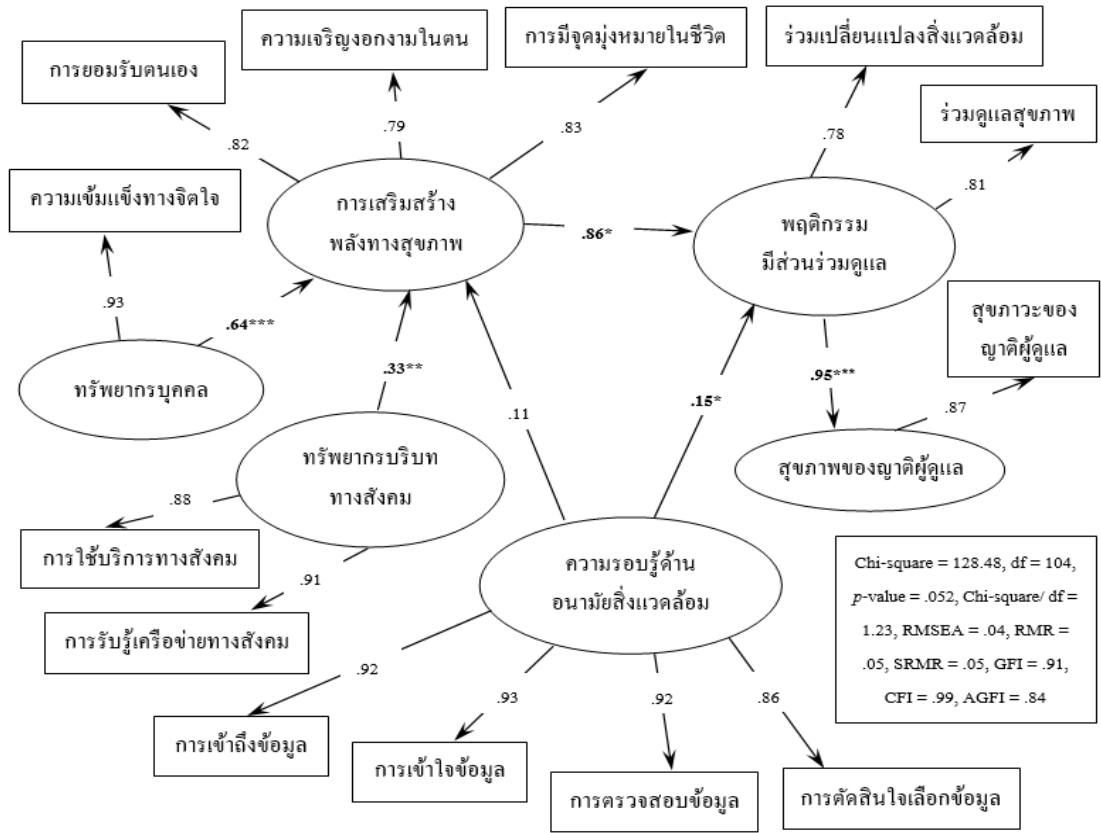 ความเจริญงอกงามในตน
การมีจุดมุ่งหมายในชีวิต
ร่วมเปลี่ยนแปลงสิ่งแวดล้อม
การยอมรับตนเอง
ร่วมดูแลสุขภาพ
.82
.79
.83
.78
.81
ความเข้มแข็งทางจิตใจ
การเสริมสร้าง
พลังทางสุขภาพ
.86*
พฤติกรรม
มีส่วนร่วมดูแล
.93
.64***
สุขภาวะของ
ญาติผู้ดูแล
ทรัพยากรบุคคล
.33**
.11
.15*
.95***
.87
ทรัพยากรบริบท
ทางสังคม
สุขภาพของญาติผู้ดูแล
.88
การใช้บริการทางสังคม
.91
การรับรู้เครือข่ายทางสังคม
ความรอบรู้ด้าน
อนามัยสิ่งแวดล้อม
Chi-square = 128.48, df = 104,
p-value = .052, Chi-square/ df =
1.23, RMSEA = .04, RMR =
.05, SRMR = .05, GFI = .91,
CFI = .99, AGFI = .84
.92
.93
.92
.86
การเข้าถึงข้อมูล
การเข้าใจข้อมูล
การตรวจสอบข้อมูล
การตัดสินใจเลือกข้อมูล